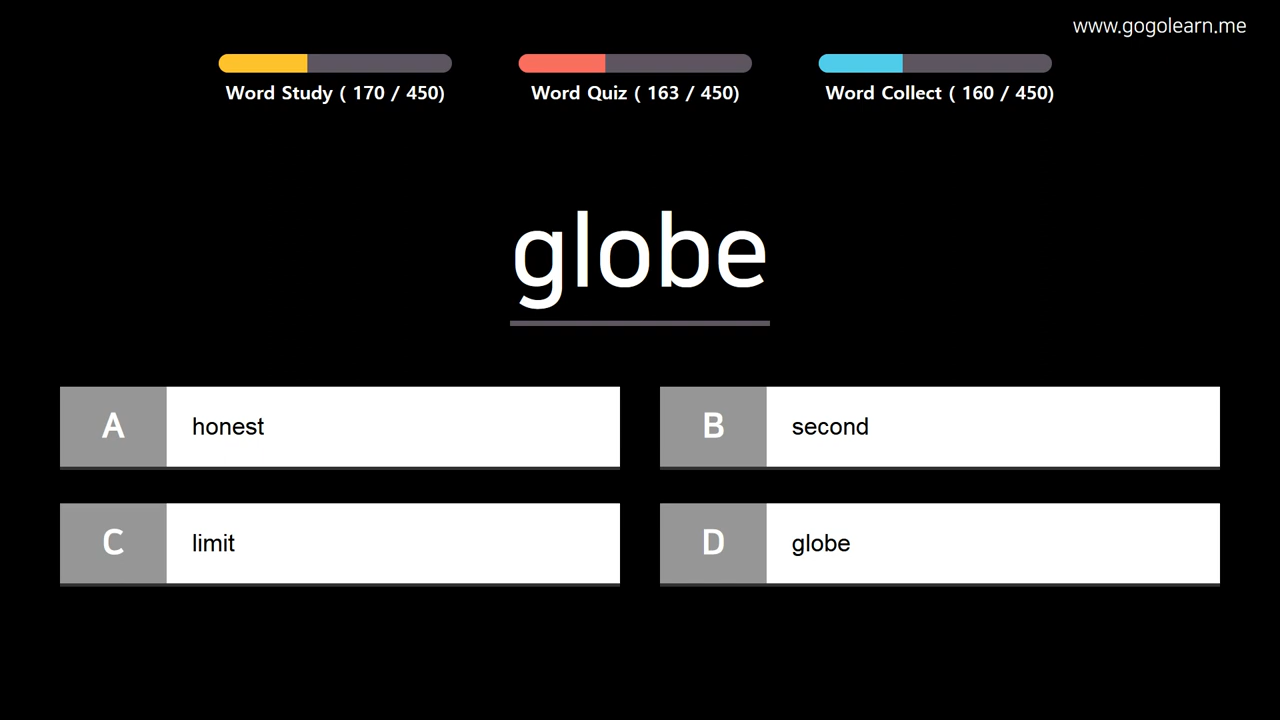 www.gogolearn.me
Word Study ( 170 / 450)
Word Quiz ( 163 / 450)
Word Collect ( 160 / 450)
globe
A honest
B second
C limit
D globe